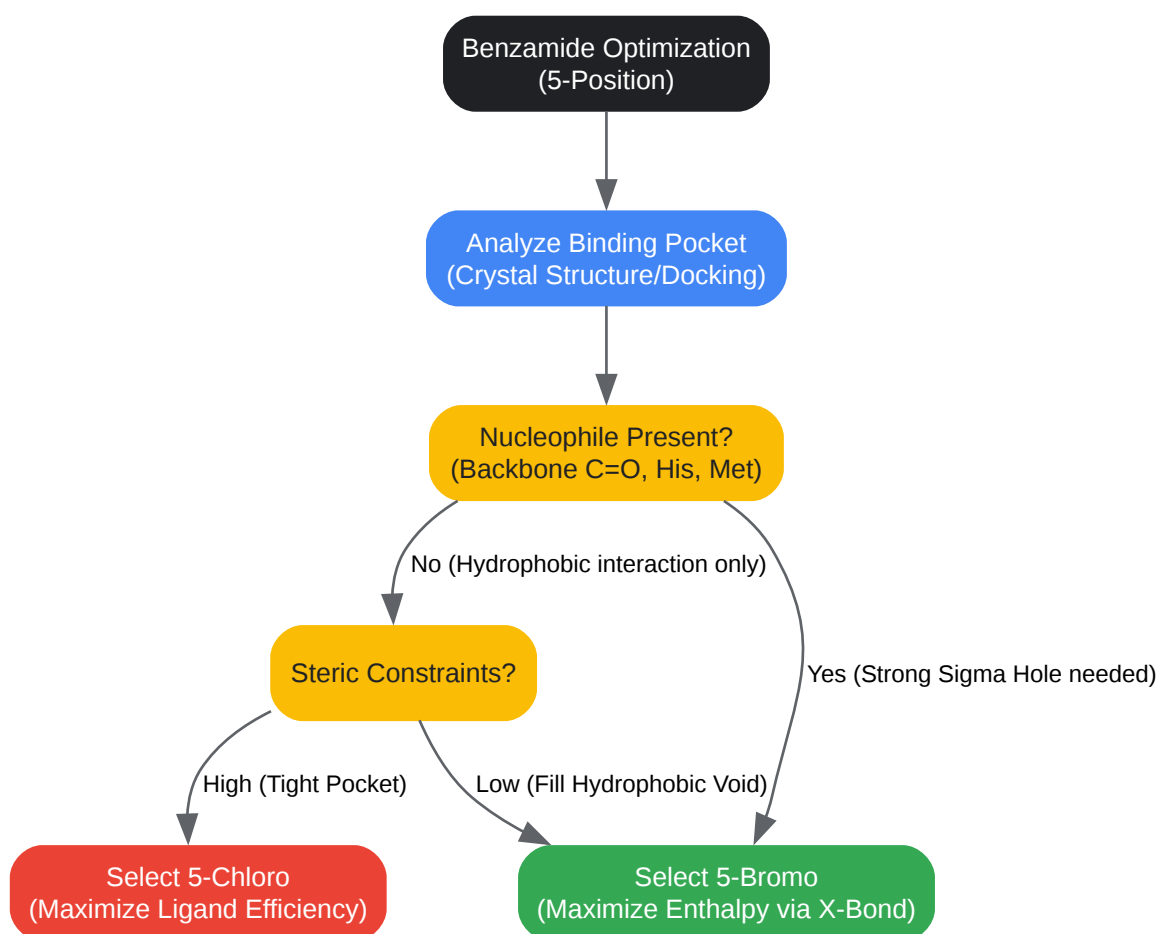 Benzamide Optimization
(5-Position)
Analyze Binding Pocket
(Crystal Structure/Docking)
Nucleophile Present?
(Backbone C=O, His, Met)
No (Hydrophobic interaction only)
Steric Constraints?
Yes (Strong Sigma Hole needed)
High (Tight Pocket)
Low (Fill Hydrophobic Void)
Select 5-Chloro
(Maximize Ligand Efficiency)
Select 5-Bromo
(Maximize Enthalpy via X-Bond)